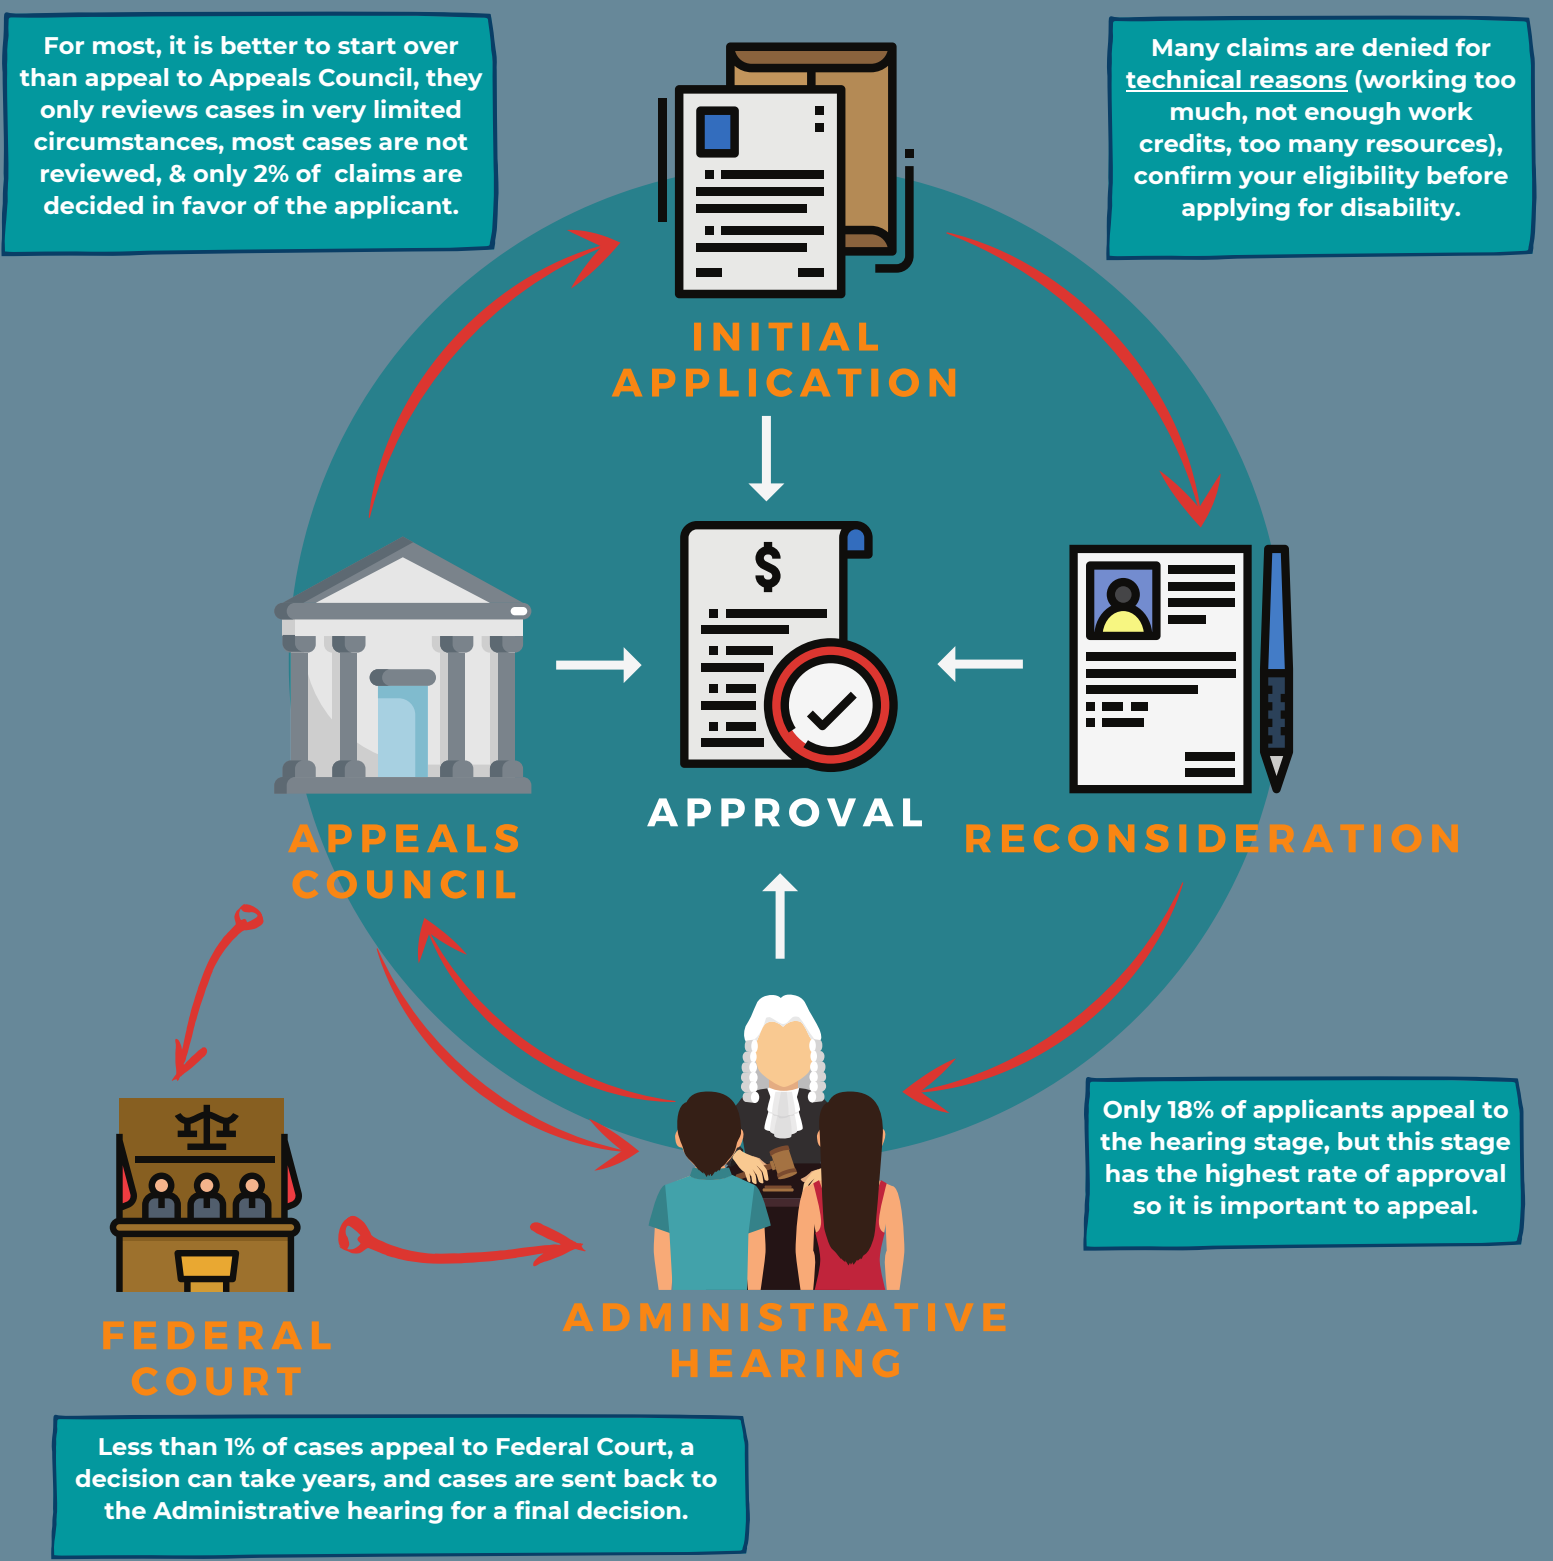 For most, it is better to start over
than appeal to Appeals Council, they
only reviews cases in very limited
circumstances, most cases are not
reviewed, & only 2% of  claims are
decided in favor of the applicant.
Many claims are denied for
technical reasons (working too
much, not enough work
credits, too many resources),
confirm your eligibility before
applying for disability.
INITIAL
APPLICATION
$
APPROVAL
APPEALS
COUNCIL
RECONSIDERATION
Only 18% of applicants appeal to
the hearing stage, but this stage
has the highest rate of approval
so it is important to appeal.
ADMINISTRATIVE
HEARING
FEDERAL
COURT
Less than 1% of cases appeal to Federal Court, a
decision can take years, and cases are sent back to
the Administrative hearing for a final decision.